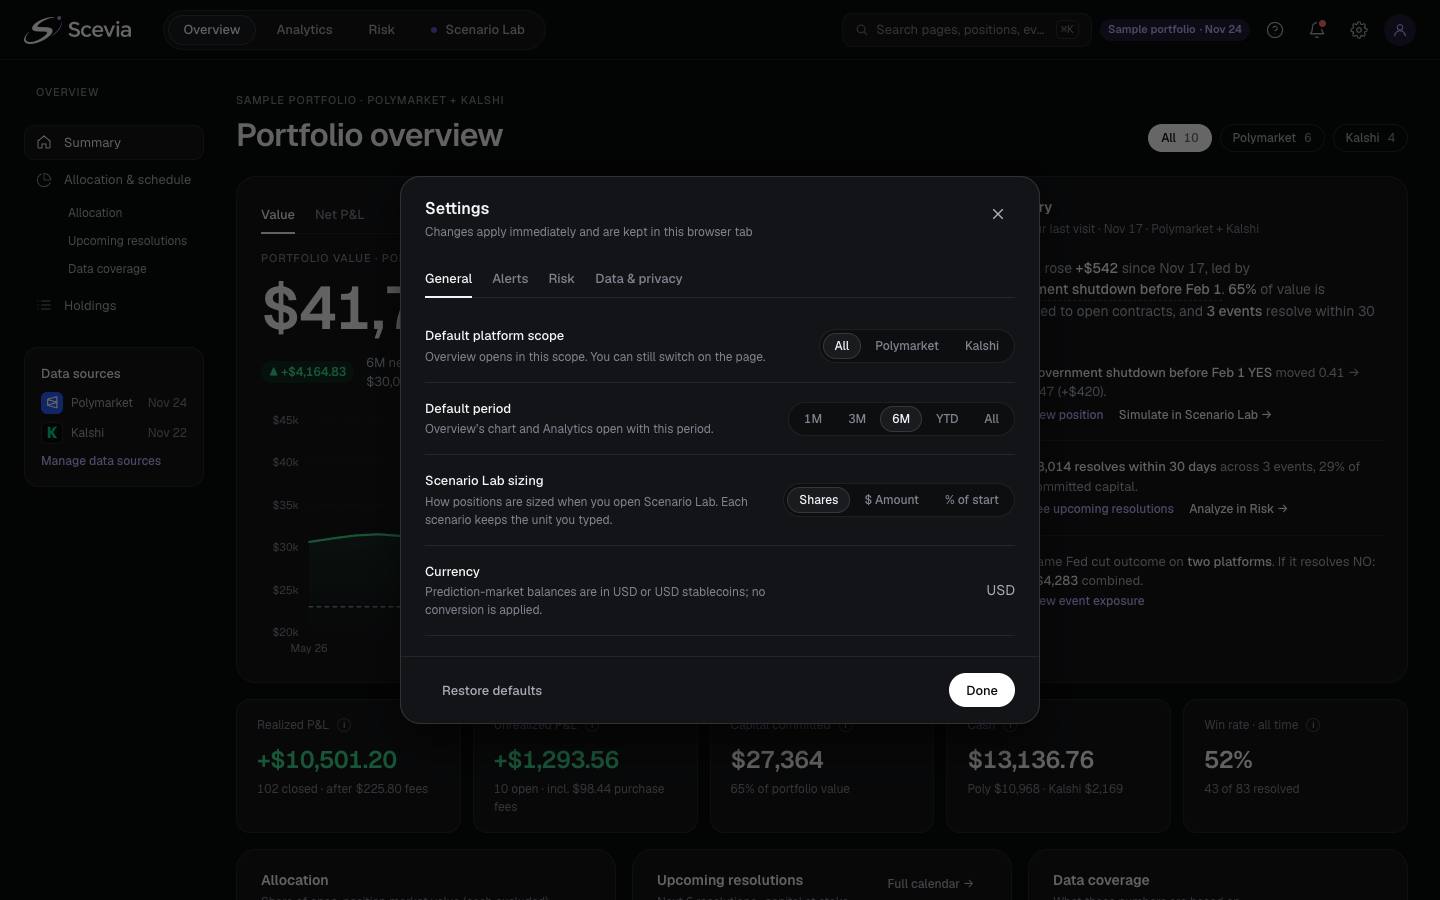 Scevia
Overview
Analytics
Risk
Scenario Lab
Search pages, positions, ev...
⌘K
Sample portfolio · Nov 24
OVERVIEW
Summary
Allocation & schedule
Allocation
Upcoming resolutions
Data coverage
Holdings
Data sources
Polymarket Nov 24
Kalshi Nov 22
Manage data sources
SAMPLE PORTFOLIO · POLYMARKET + KALSHI
Portfolio overview
All 10
Polymarket 6
Kalshi 4
Value
Net P&L
PORTFOLIO VALUE · PO
$41,7
▲ +$4,164.83
6M ne
$30,0
$45k
$40k
$35k
$30k
$25k
$20k
May 26
Settings
Changes apply immediately and are kept in this browser tab
General
Alerts
Risk
Data & privacy
Default platform scope
Overview opens in this scope. You can still switch on the page.
All
Polymarket
Kalshi
Default period
Overview's chart and Analytics open with this period.
1M
3M
6M
YTD
All
Scenario Lab sizing
How positions are sized when you open Scenario Lab. Each
scenario keeps the unit you typed.
Shares
$ Amount
% of start
Currency
Prediction-market balances are in USD or USD stablecoins; no
conversion is applied.
USD
Restore defaults
Done
ry
r last visit · Nov 17 · Polymarket + Kalshi
rose +$542 since Nov 17, led by
ment shutdown before Feb 1. 65% of value is
ed to open contracts, and 3 events resolve within 30
overnment shutdown before Feb 1 YES moved 0.41 →
47 (+$420).
ew position
Simulate in Scenario Lab →
,014 resolves within 30 days across 3 events, 29% of
ommitted capital.
ee upcoming resolutions
Analyze in Risk →
ame Fed cut outcome on two platforms. If it resolves NO:
$4,283 combined.
ew event exposure
Realized P&L
+$10,501.20
102 closed · after $225.80 fees
Unrealized P&L
+$1,293.56
10 open · incl. $98.44 purchase
fees
Capital committed
$27,364
65% of portfolio value
Cash
$13,136.76
Poly $10,968 · Kalshi $2,169
Win rate · all time
52%
43 of 83 resolved
Allocation
Upcoming resolutions
Full calendar →
Data coverage